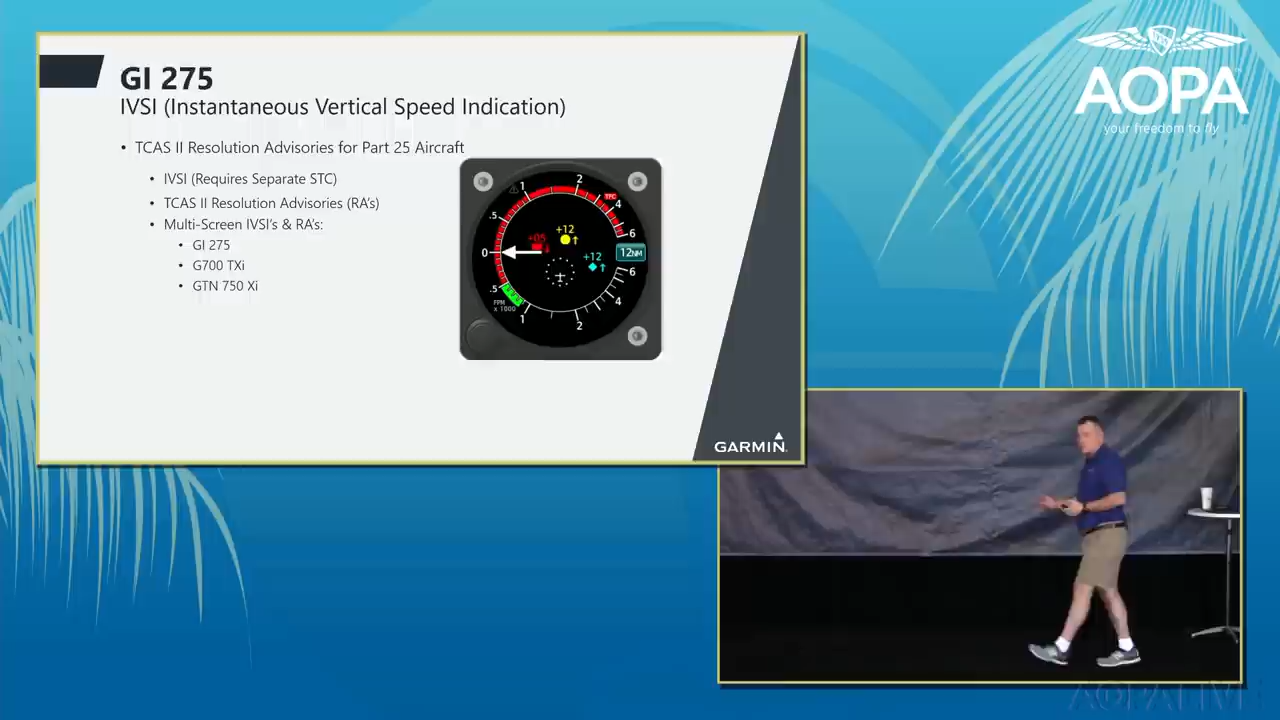 GI 275
IVSI (Instantaneous Vertical Speed Indication)
• TCAS II Resolution Advisories for Part 25 Aircraft
• IVSI (Requires Separate STC)
• TCAS II Resolution Advisories (RA's)
• Multi-Screen IVSI's & RA's:
• GI 275
• G700 TXi
• GTN 750 Xi
1
2
TFC
4
.5
+05
+12
6
0
12NM
+12
6
.5
4
FPM
x 1000
1
2
GARMIN
AOPA
your freedom to fly
AOPA LIVE